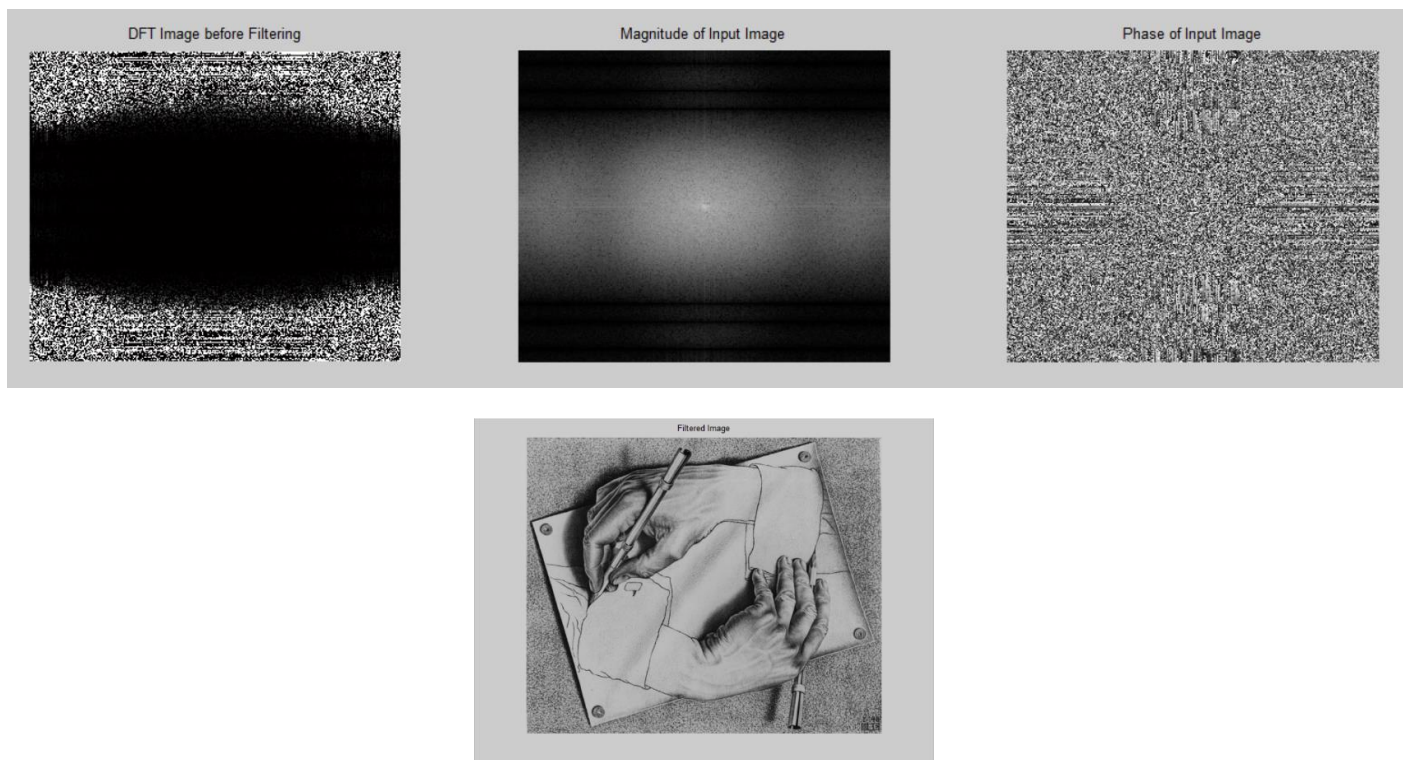 DFT Image before Filtering
Magnitude of Input Image
Phase of Input Image
Filtered Image